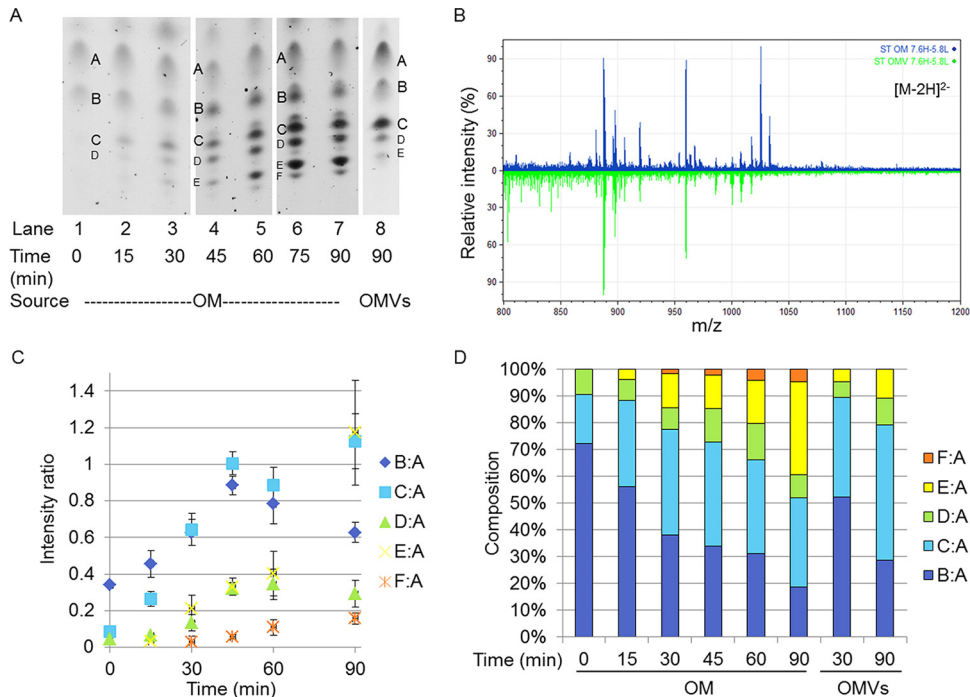 A
A
B
C
D
A
B
C
D
E
A
B
C
D
E
F
A
B
C
D
E
Lane 1 2 3 4 5 6 7 8
Time 0 15 30 45 60 75 90 90
(min)
Source --------------------OM-------------------- OMVs
B
ST OM 7.6H-5.8L
ST OMV 7.6H-5.8L
[M-2H]2-
Relative intensity (%)
90
60
30
0
30
60
90
800 850 900 950 1000 1050 1100 1150 1200
m/z
C
Intensity ratio
1.4
1.2
1
0.8
0.6
0.4
0.2
0
0 30 60 90
Time (min)
B:A
C:A
D:A
E:A
F:A
D
Composition
100%
90%
80%
70%
60%
50%
40%
30%
20%
10%
0%
Time (min) 0 15 30 45 60 90 30 90
OM OMVs
F:A
E:A
D:A
C:A
B:A